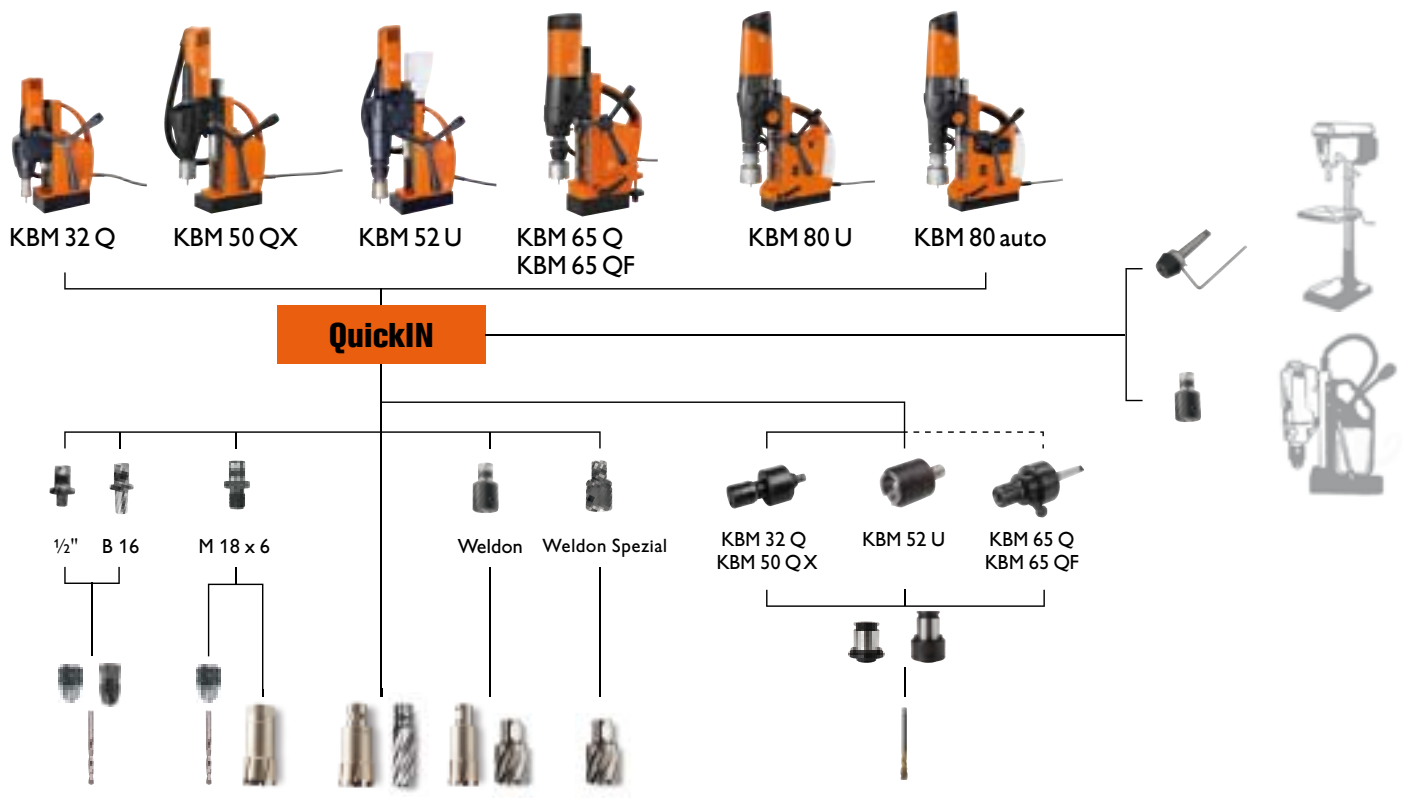 KBM 32 Q
KBM 50 QX
KBM 52 U
KBM 65 Q
KBM 65 QF
KBM 80 U
KBM 80 auto
QuickIN
½"
B 16
M 18 x 6
Weldon
Weldon Spezial
KBM 32 Q
KBM 50 QX
KBM 52 U
KBM 65 Q
KBM 65 QF